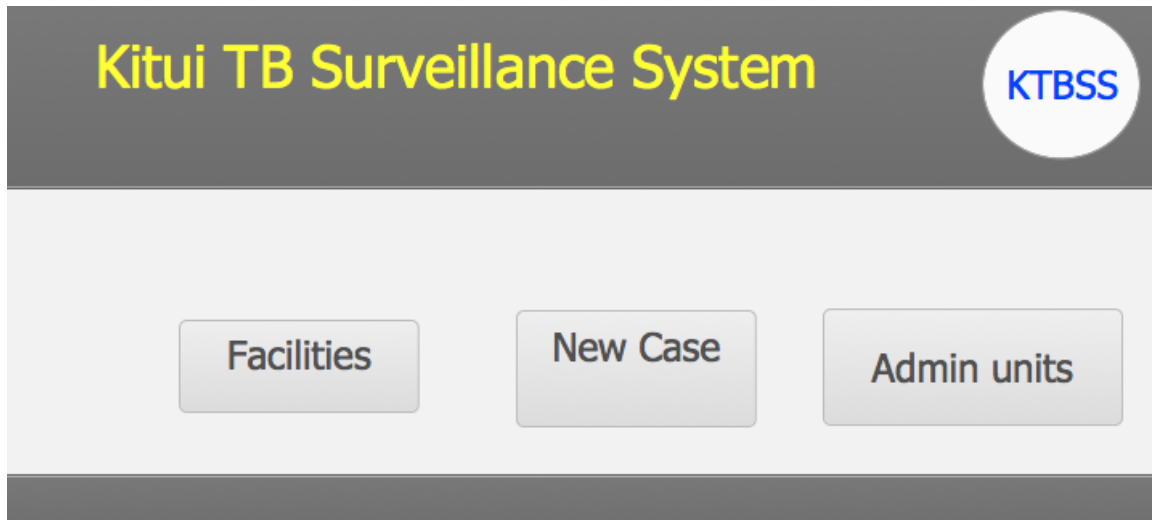 Kitui TB Surveillance System
KTBSS
Facilities
New Case
Admin units